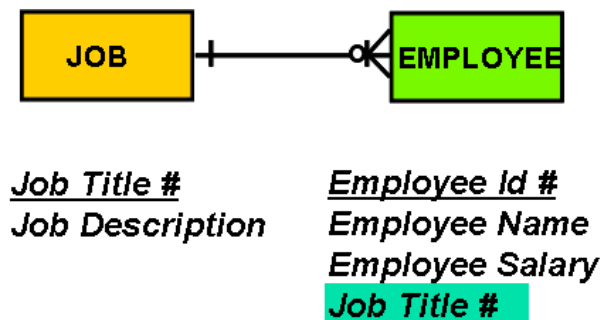 JOB
EMPLOYEE
Job Title #
Job Description
Employee Id #
Employee Name
Employee Salary
Job Title #